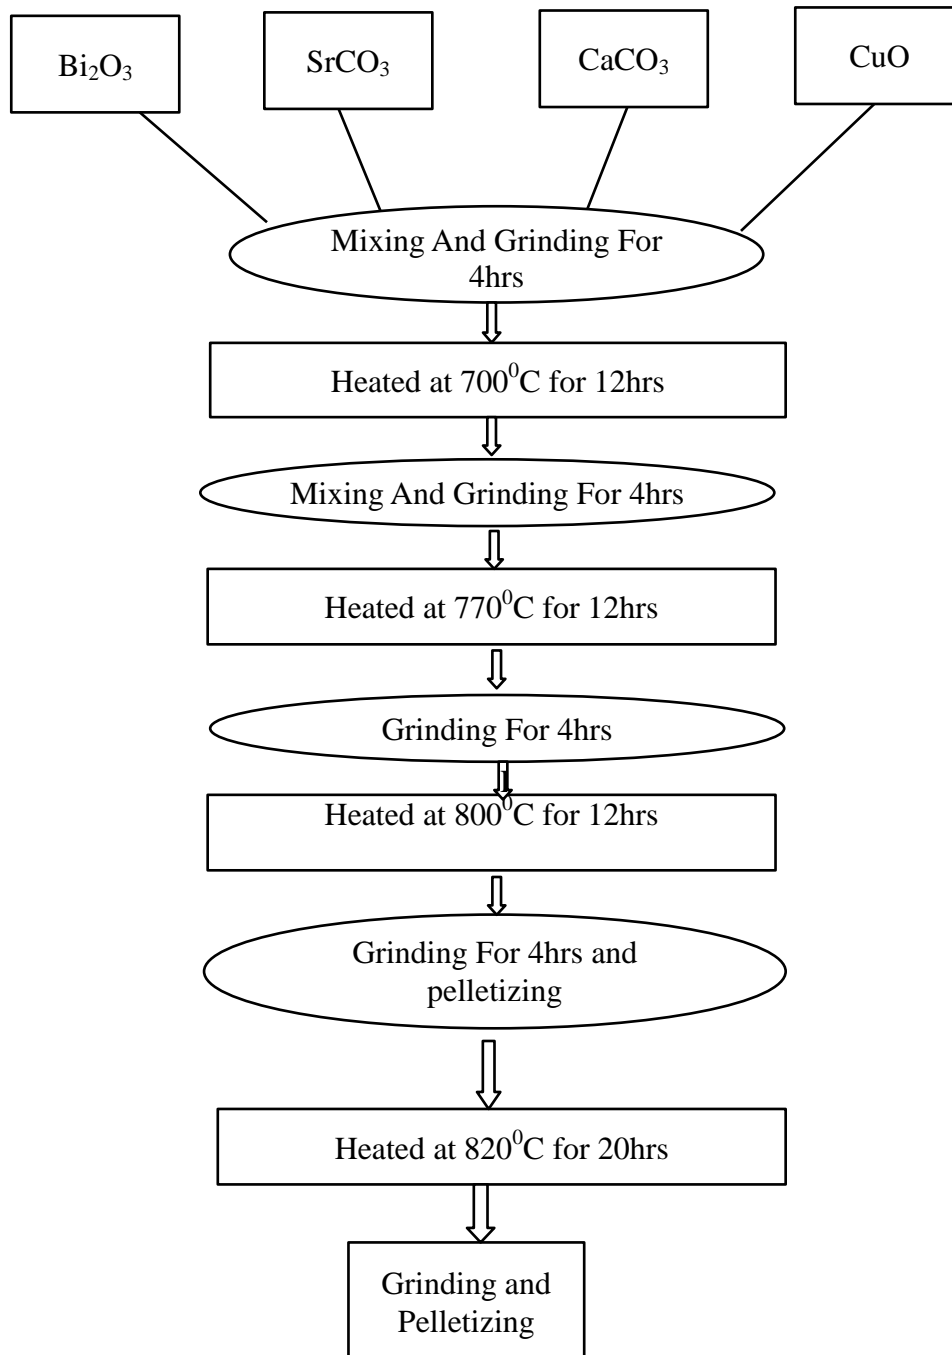 Bi₂O₃
SrCO₃
CaCO₃
CuO
Mixing And Grinding For
4hrs
Heated at 700⁰C for 12hrs
Mixing And Grinding For 4hrs
Heated at 770⁰C for 12hrs
Grinding For 4hrs
Heated at 800⁰C for 12hrs
Grinding For 4hrs and
pelletizing
Heated at 820⁰C for 20hrs
Grinding and
Pelletizing